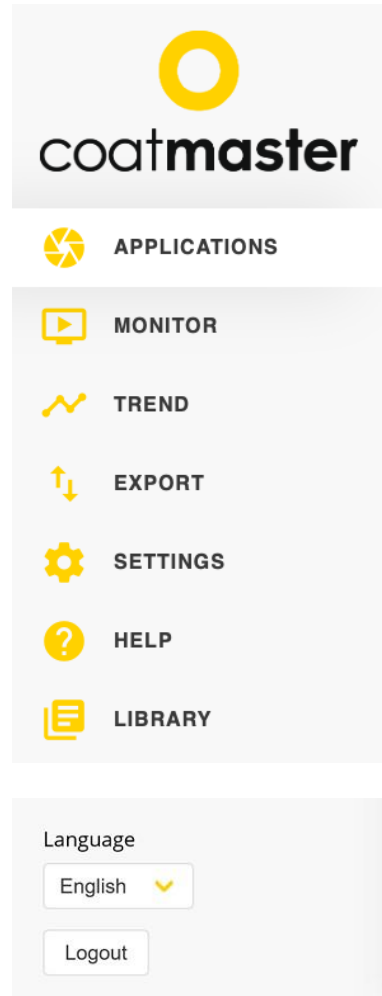 coatmaster
APPLICATIONS
MONITOR
TREND
EXPORT
SETTINGS
HELP
LIBRARY
Language
English
Logout